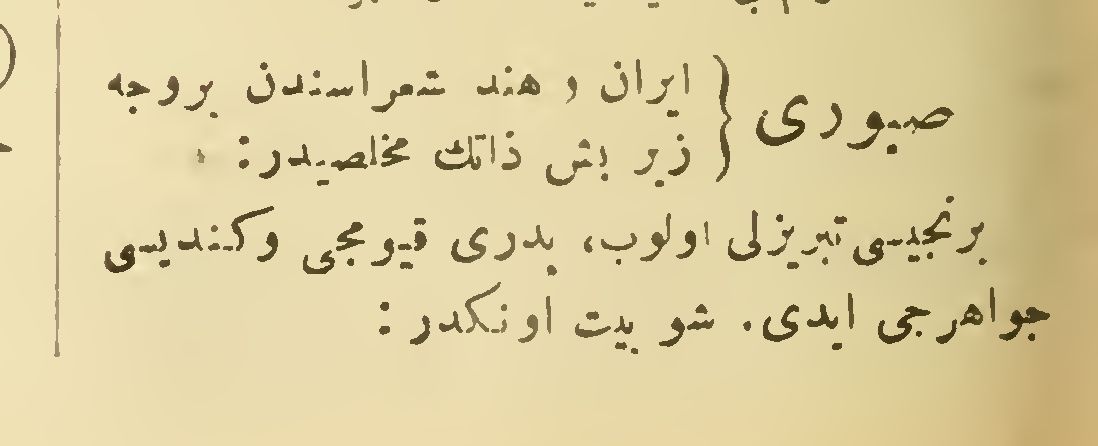 صبوری { ایران و هند شعراسندن بروجه
زیر بش ذاتك مخلصیدر :
برنجیسی تبریزلی اولوب، پدری قیومجی وکندیسی
جواهرجی ایدی. شو بیت اونکدر :